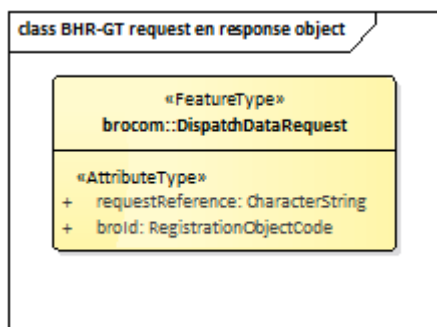 class BHR-GT request en response object
«FeatureType»
brocom::DispatchDataRequest
«AttributeType»
+ requestReference: CharacterString
+ broId: RegistrationObjectCode